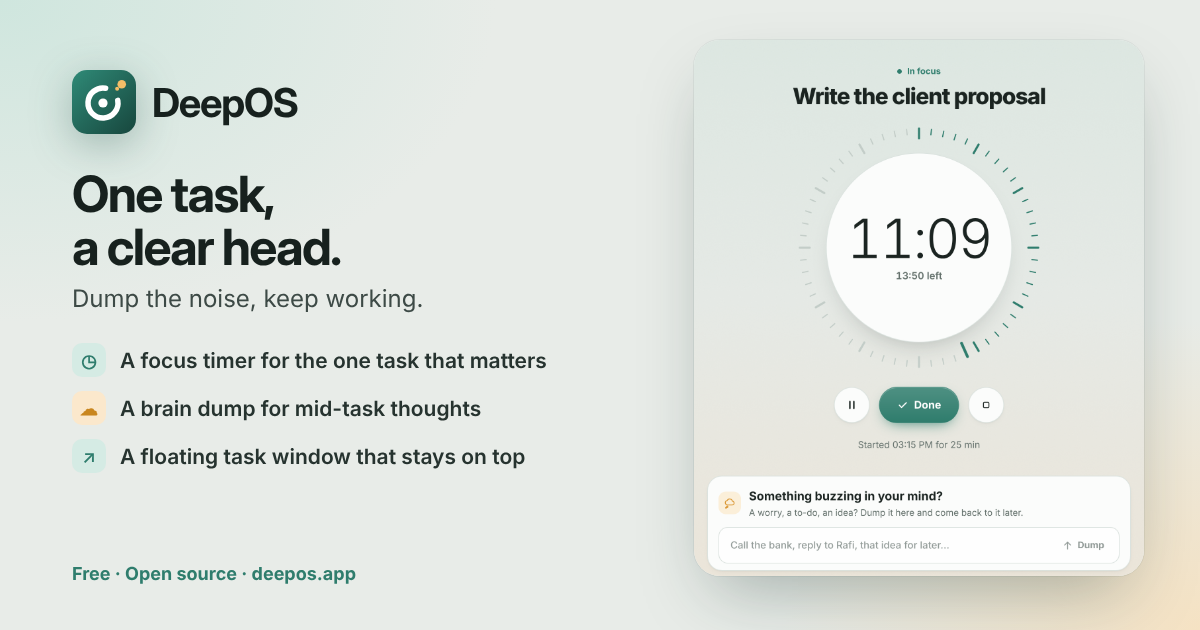 DeepOS
One task,
a clear head.
Dump the noise, keep working.
A focus timer for the one task that matters
A brain dump for mid-task thoughts
A floating task window that stays on top
Free · Open source · deepos.app
In focus
Write the client proposal
11:09
13:50 left
Done
Started 03:15 PM for 25 min
Something buzzing in your mind?
A worry, a to-do, an idea? Dump it here and come back to it later.
Call the bank, reply to Rafi, that idea for later...
Dump